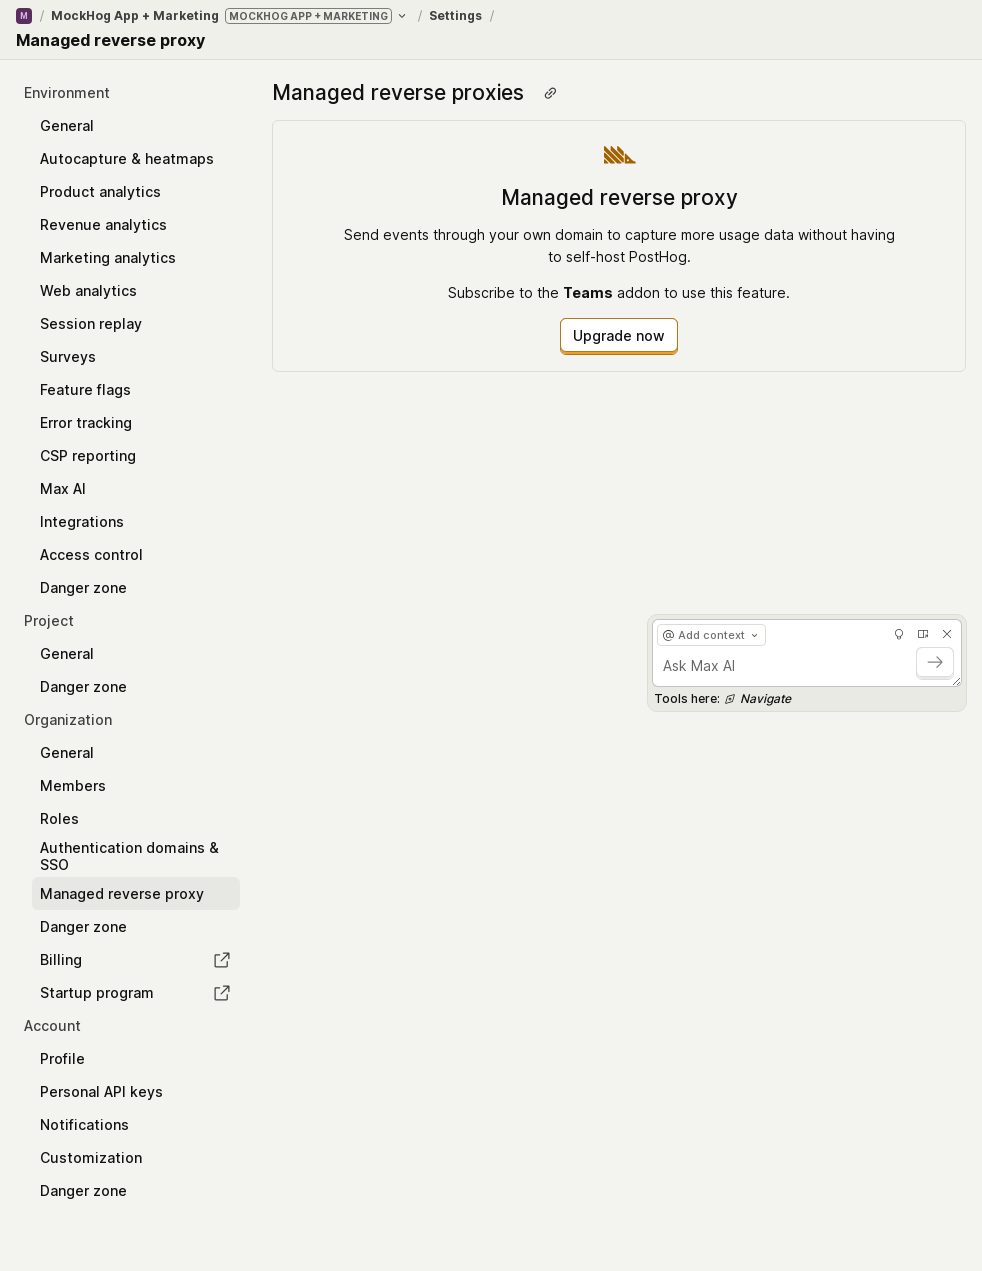 M / MockHog App + Marketing MOCKHOG APP + MARKETING / Settings /
Managed reverse proxy
Environment
General
Autocapture & heatmaps
Product analytics
Revenue analytics
Marketing analytics
Web analytics
Session replay
Surveys
Feature flags
Error tracking
CSP reporting
Max AI
Integrations
Access control
Danger zone
Project
General
Danger zone
Organization
General
Members
Roles
Authentication domains &
SSO
Managed reverse proxy
Danger zone
Billing
Startup program
Account
Profile
Personal API keys
Notifications
Customization
Danger zone
Managed reverse proxies
Managed reverse proxy
Send events through your own domain to capture more usage data without having
to self-host PostHog.
Subscribe to the Teams addon to use this feature.
Upgrade now
@ Add context
Ask Max AI
Tools here: Navigate